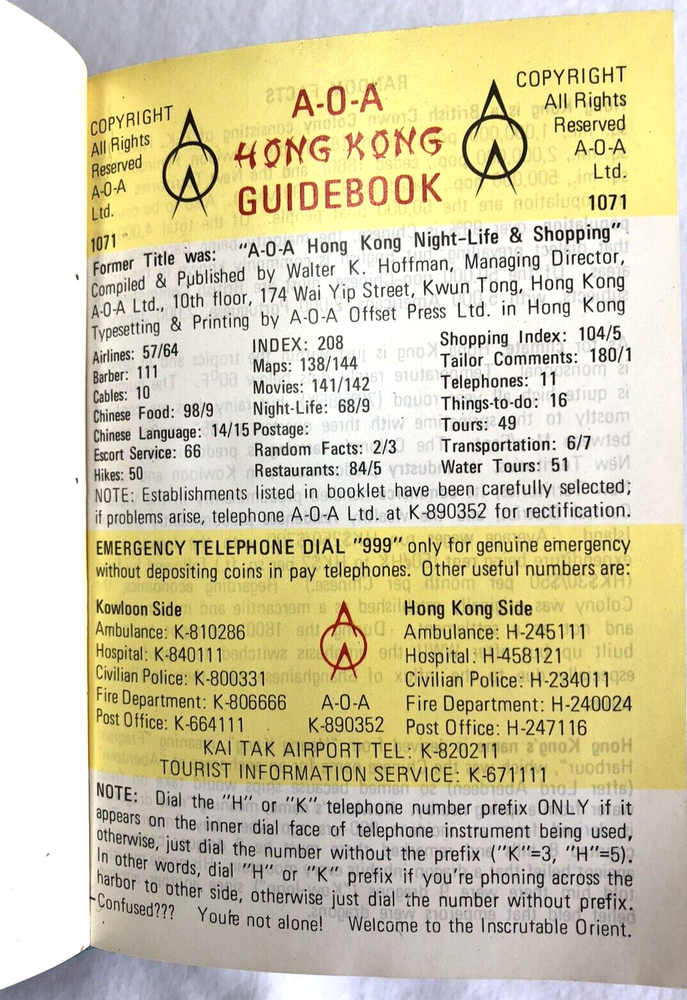 COPYRIGHT
All Rights
Reserved
A-O-A
Ltd.
1071
A-O-A
HONG KONG
GUIDEBOOK
COPYRIGHT
All Rights
Reserved
A-O-A
Ltd.
1071
Former Title was: "A-O-A Hong Kong Night-Life & Shopping"
Compiled & Published by Walter K. Hoffman, Managing Director,
A-O-A Ltd., 10th floor, 174 Wai Yip Street, Kwun Tong, Hong Kong
Typesetting & Printing by A-O-A Offset Press Ltd. in Hong Kong
Airlines: 57/64
Barber: 111
Cables: 10
Chinese Food: 98/9
Chinese Language: 14/15
Escort Service: 66
Hikes: 50
INDEX: 208
Maps: 138/144
Movies: 141/142
Night-Life: 68/9
Postage:
Random Facts: 2/3
Restaurants: 84/5
Shopping Index: 104/5
Tailor Comments: 180/1
Telephones: 11
Things-to-do: 16
Tours: 49
Transportation: 6/7
Water Tours: 51
NOTE: Establishments listed in booklet have been carefully selected;
if problems arise, telephone A-O-A Ltd. at K-890352 for rectification.
EMERGENCY TELEPHONE DIAL "999" only for genuine emergency
without depositing coins in pay telephones. Other useful numbers are:
Kowloon Side
Ambulance: K-810286
Hospital: K-840111
Civilian Police: K-800331
Fire Department: K-806666
Post Office: K-664111
A-O-A
K-890352
Hong Kong Side
Ambulance: H-245111
Hospital: H-458121
Civilian Police: H-234011
Fire Department: H-240024
Post Office: H-247116
KAI TAK AIRPORT TEL: K-820211
TOURIST INFORMATION SERVICE: K-671111
NOTE: Dial the "H" or "K" telephone number prefix ONLY if it
appears on the inner dial face of telephone instrument being used,
otherwise, just dial the number without the prefix ("K"=3, "H"=5).
In other words, dial "H" or "K" prefix if you're phoning across the
harbor to other side, otherwise just dial the number without prefix.
Confused??? You're not alone! Welcome to the Inscrutable Orient.